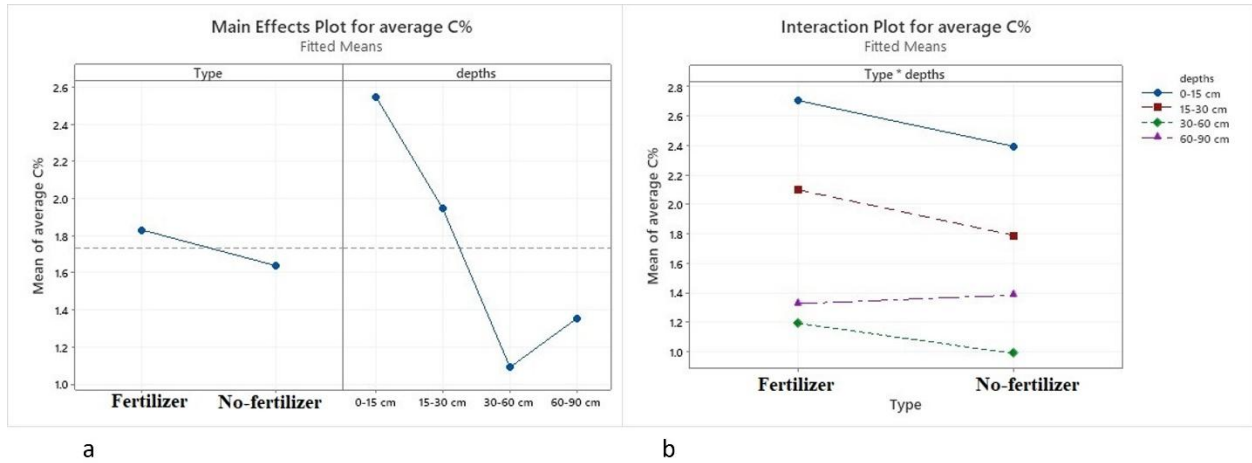 Main Effects Plot for average C%
Fitted Means
Type
depths
Mean of average C%
2.6
2.4
2.2
2.0
1.8
1.6
1.4
1.2
1.0
Fertilizer
No-fertilizer
0-15 cm
15-30 cm
30-60 cm
60-90 cm
a
Interaction Plot for average C%
Fitted Means
Type * depths
Mean of average C%
2.8
2.6
2.4
2.2
2.0
1.8
1.6
1.4
1.2
1.0
Fertilizer
No-fertilizer
Type
depths
0-15 cm
15-30 cm
30-60 cm
60-90 cm
b